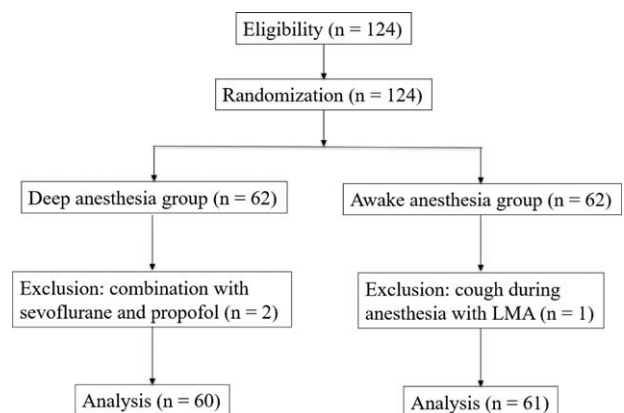 Eligibility (n = 124)
Randomization (n = 124)
Deep anesthesia group (n = 62)
Awake anesthesia group (n = 62)
Exclusion: combination with
sevoflurane and propofol (n = 2)
Exclusion: cough during
anesthesia with LMA (n = 1)
Analysis (n = 60)
Analysis (n = 61)